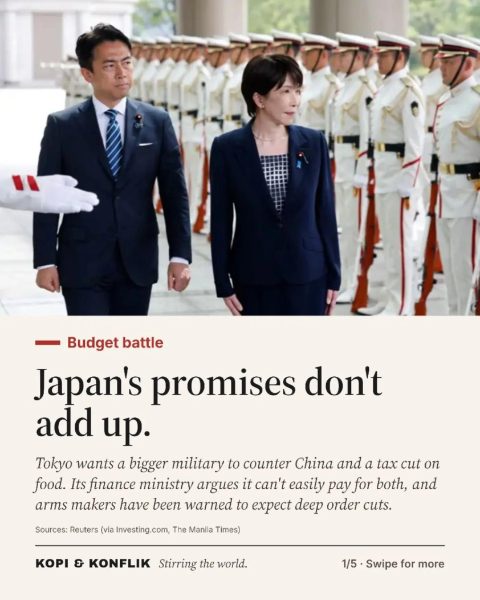 Budget battle
Japan's promises don't
add up.
Tokyo wants a bigger military to counter China and a tax cut on
food. Its finance ministry argues it can't easily pay for both, and
arms makers have been warned to expect deep order cuts.
Sources: Reuters (via Investing.com, The Manila Times)
KOPI & KONFLIK Stirring the world. 1/5 · Swipe for more